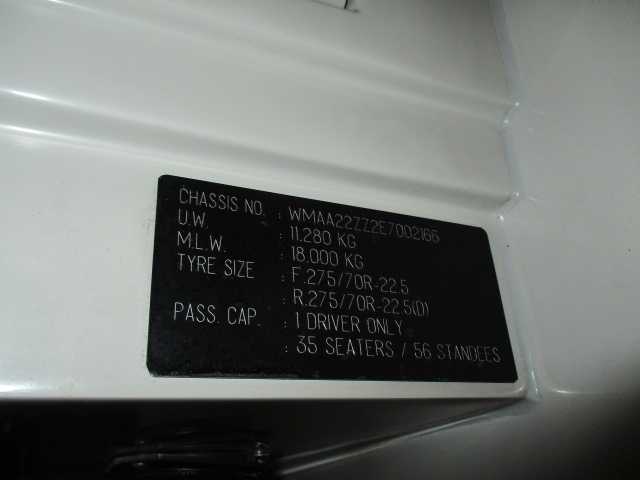 CHASSIS NO. : WMAA22ZZ2E7002166
U.W. : 11.280 KG
M.L.W. : 18.000 KG
TYRE SIZE : F.275/70R-22.5
: R.275/70R-22.5(D)
PASS. CAP. : 1 DRIVER ONLY
: 35 SEATERS / 56 STANDEES